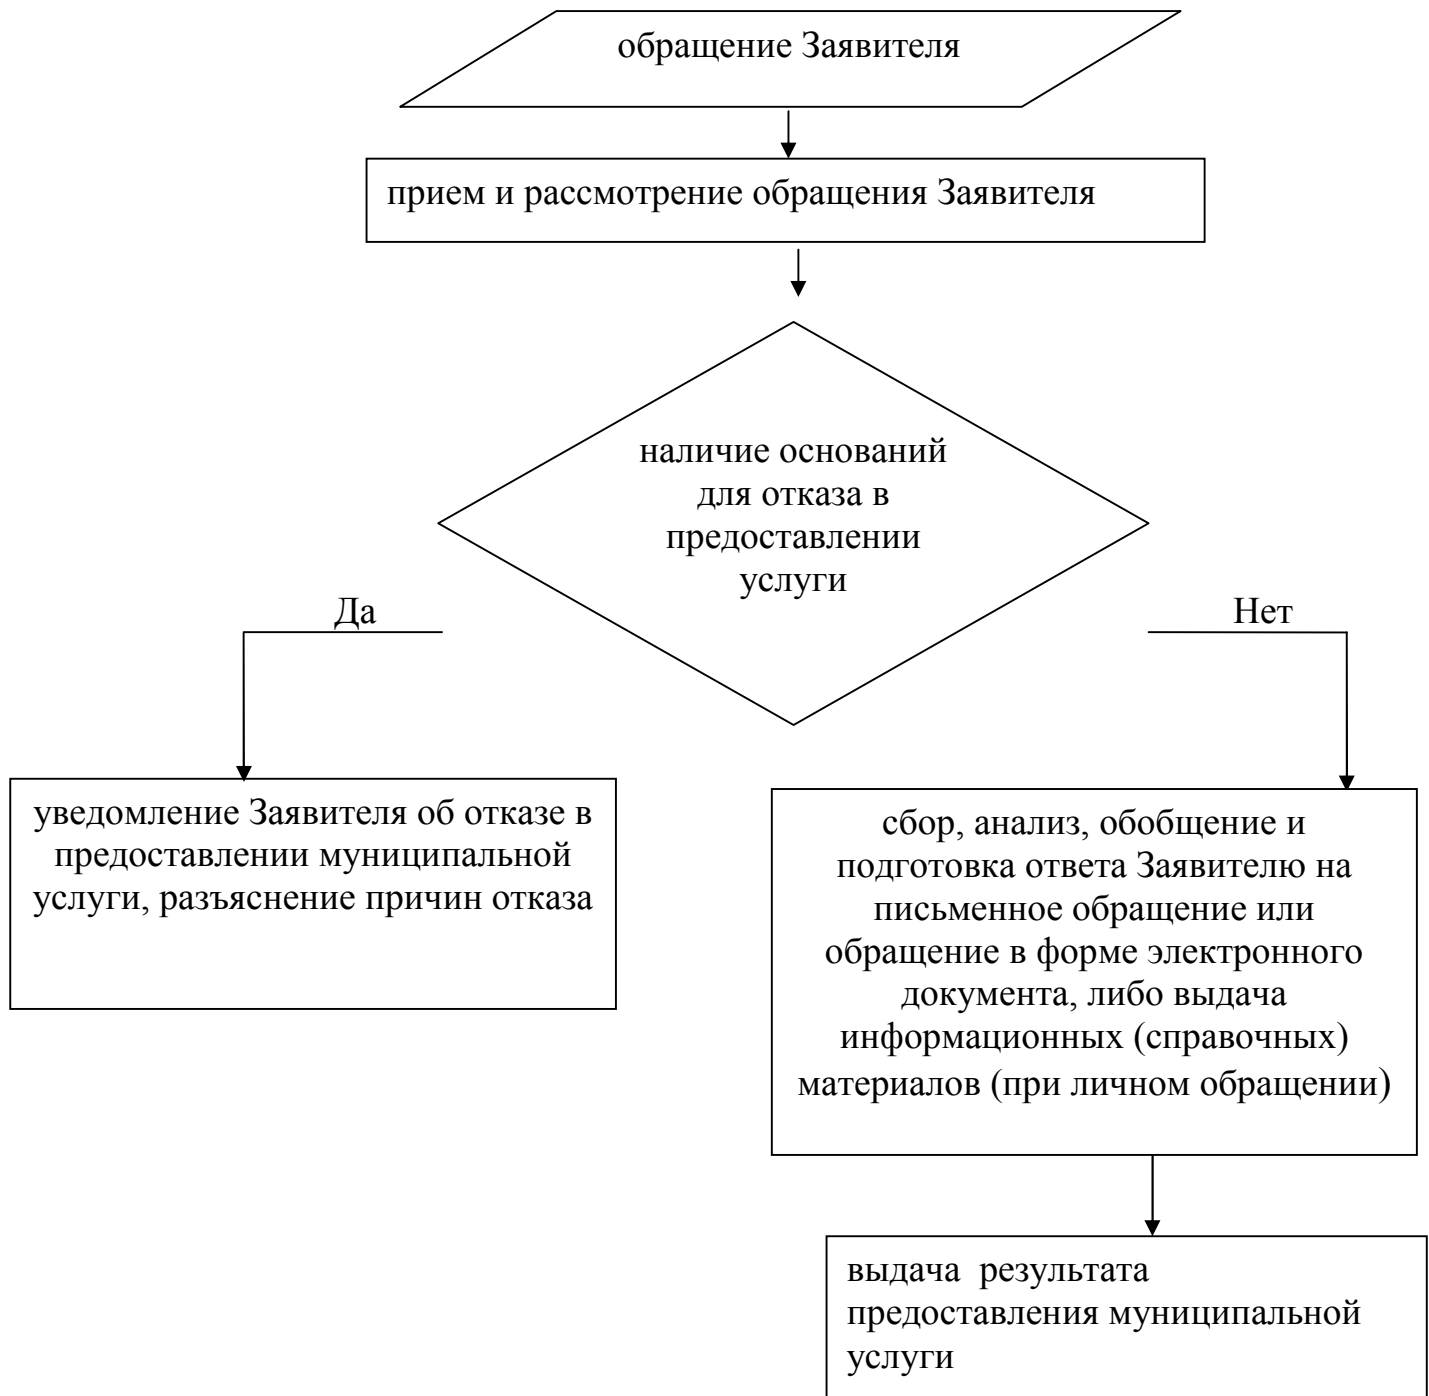 обращение Заявителя
прием и рассмотрение обращения Заявителя
наличие оснований
для отказа в
предоставлении
услуги
Да
Нет
уведомление Заявителя об отказе в
предоставлении муниципальной
услуги, разъяснение причин отказа
сбор, анализ, обобщение и
подготовка ответа Заявителю на
письменное обращение или
обращение в форме электронного
документа, либо выдача
информационных (справочных)
материалов (при личном обращении)
выдача результата
предоставления муниципальной
услуги